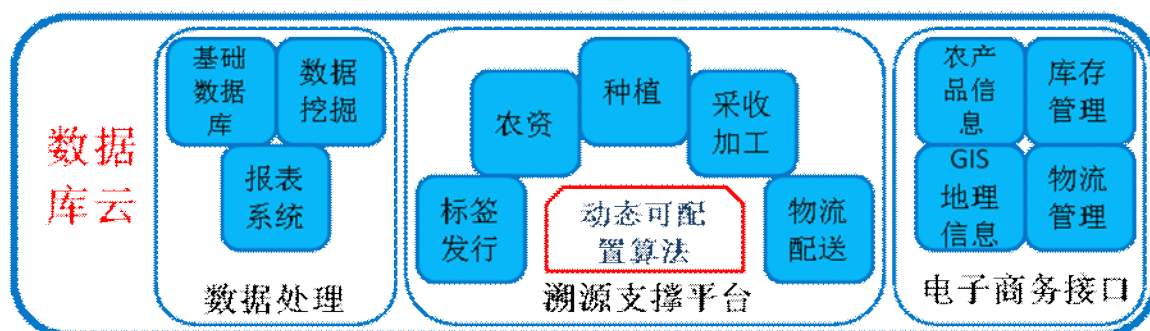 数据
库云
基础
数据
库
数据
挖掘
报表
系统
数据处理
标签
发行
农资
种植
采收
加工
物流
配送
动态可配
置算法
溯源支撑平台
农产
品信
息
库存
管理
GIS
地理
信息
物流
管理
电子商务接口